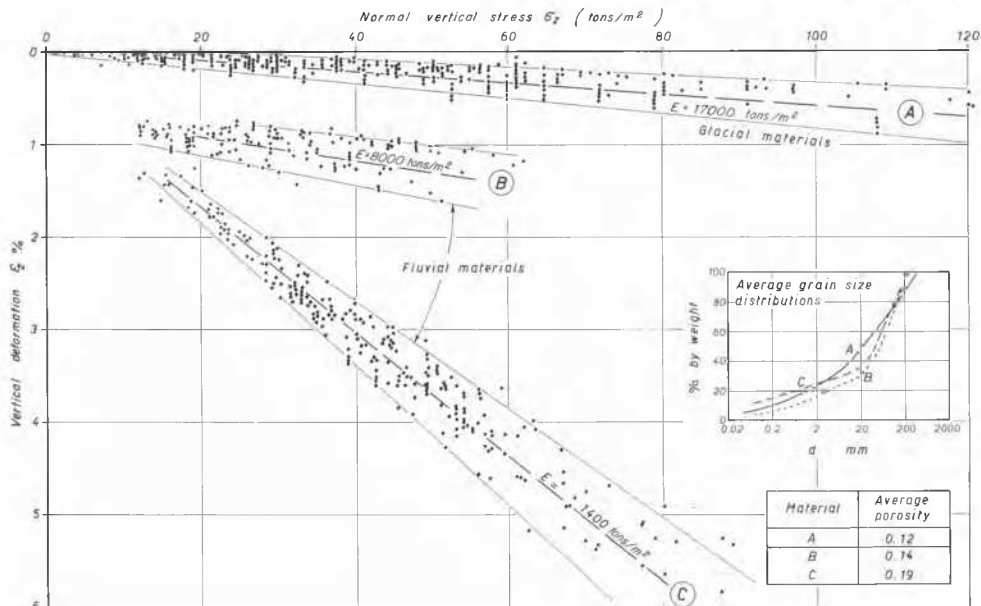 Normal vertical stress σz (tons/m²)
0 20 40 60 80 100 120
Vertical deformation εz %
0
1
2
3
4
5
6
E = 17000 tons/m²
Glacial materials
A
E=8000 tons/m²
B
Fluvial materials
E = 1400 tons/m²
C
Average grain size
distributions
% by weight
100
80
60
40
20
0
A
C
B
0.02 0.2 2 20 200 2000
d mm
Material Average
porosity
A 0.12
B 0.14
C 0.19